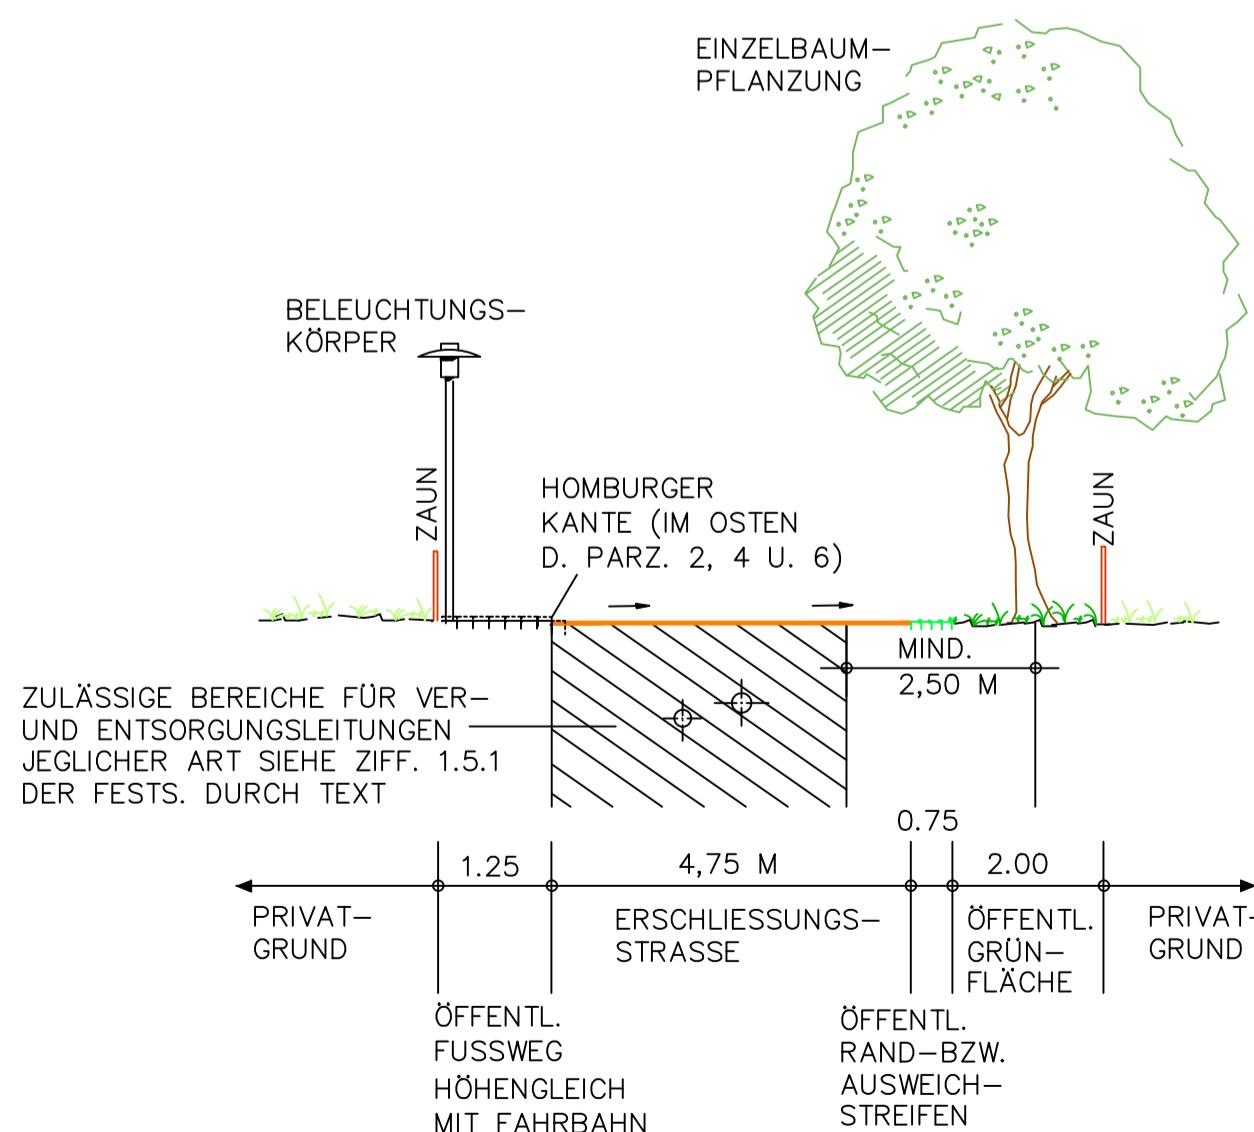 EINZELBAUM-
PFLANZUNG
BELEUCHTUNGS-
KÖRPER
ZAUN
HOMBURGER
KANTE (IM OSTEN
D. PARZ. 2, 4 U. 6)
ZAUN
MIND.
2,50 M
ZULÄSSIGE BEREICHE FÜR VER-
UND ENTSORGUNGSLEITUNGEN
JEGLICHER ART SIEHE ZIFF. 1.5.1
DER FESTS. DURCH TEXT
1.25
4,75 M
0.75
2.00
PRIVAT-
GRUND
ERSCHLIESSUNGS-
STRASSE
ÖFFENTL.
GRÜN-
FLÄCHE
PRIVAT-
GRUND
ÖFFENTL.
FUSSWEG
HÖHENGLEICH
MIT FAHRBAHN
ÖFFENTL.
RAND-BZW.
AUSWEICH-
STREIFEN